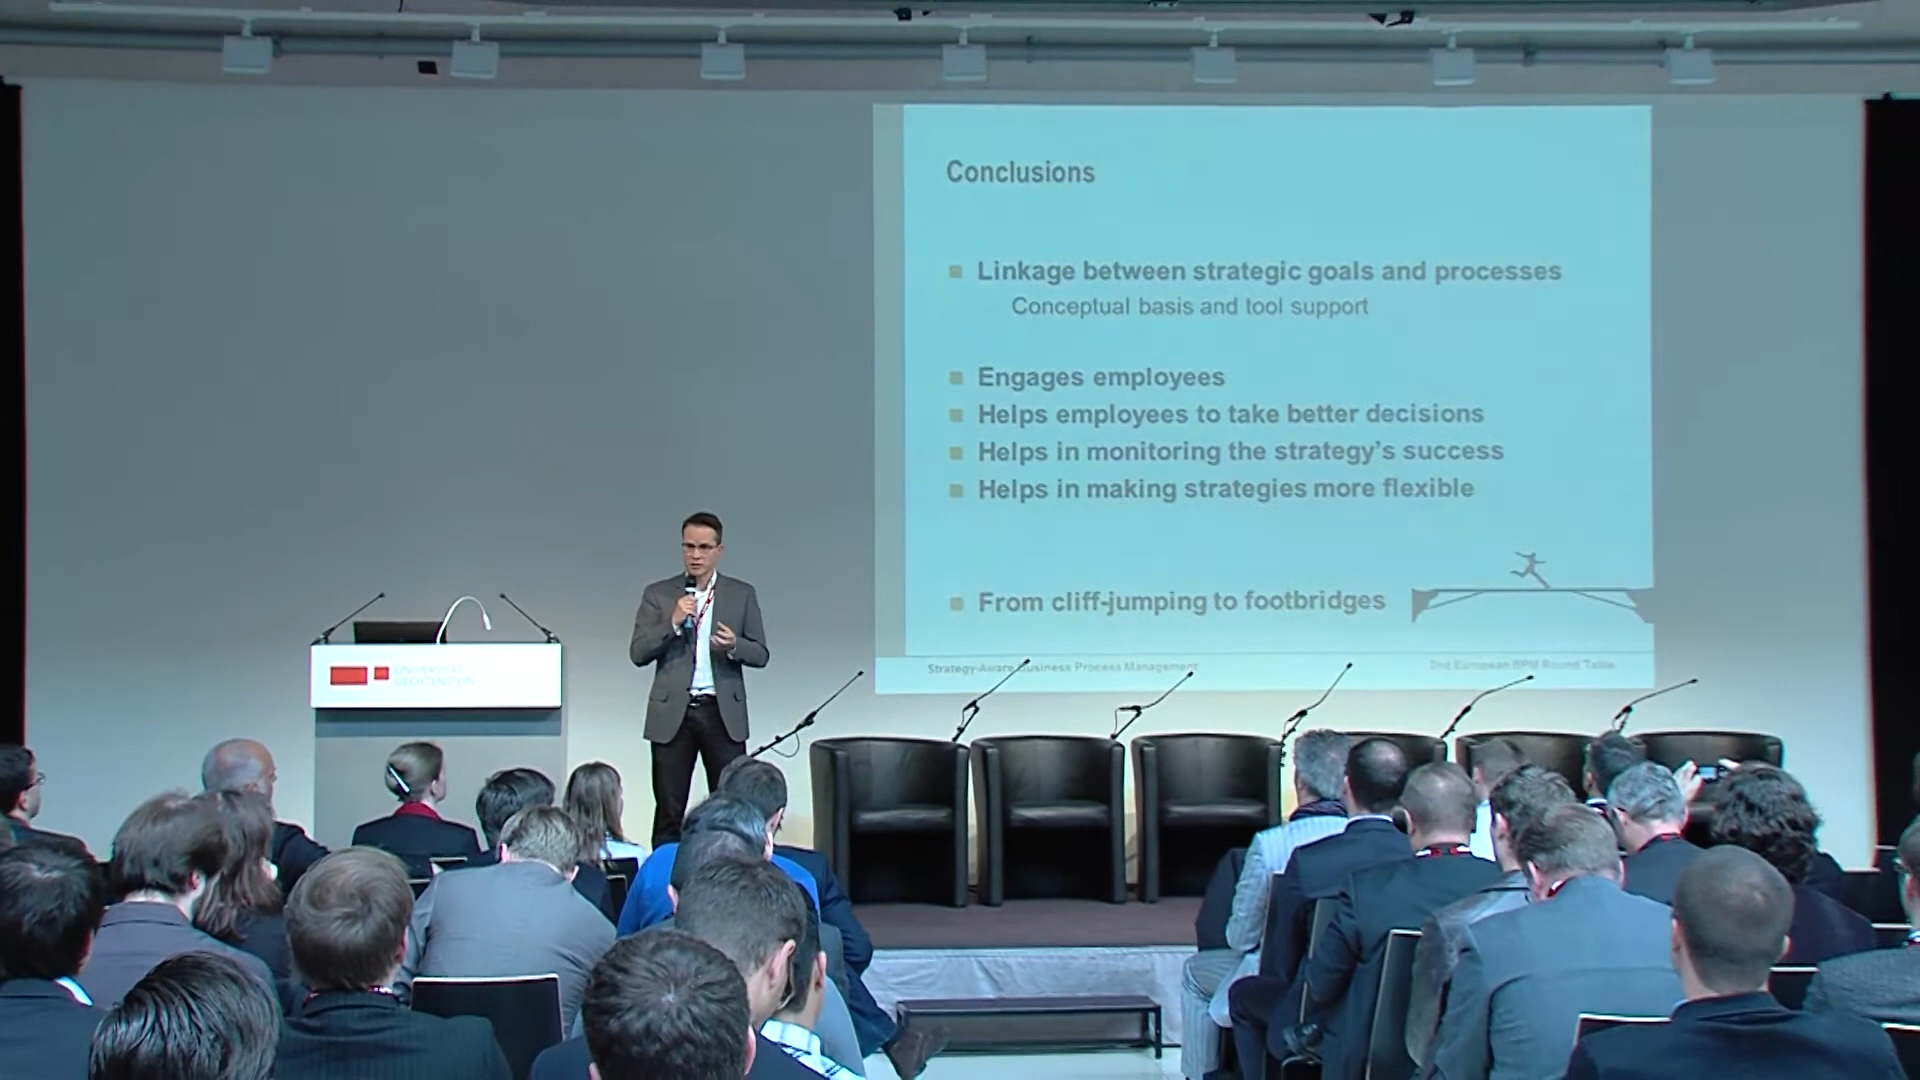 Conclusions
Linkage between strategic goals and processes
Conceptual basis and tool support
Engages employees
Helps employees to take better decisions
Helps in monitoring the strategy's success
Helps in making strategies more flexible
From cliff-jumping to footbridges
Strategy-Aware Business Process Management
2nd European BPM Round Table
UNIVERSITÄT
LIECHTENSTEIN